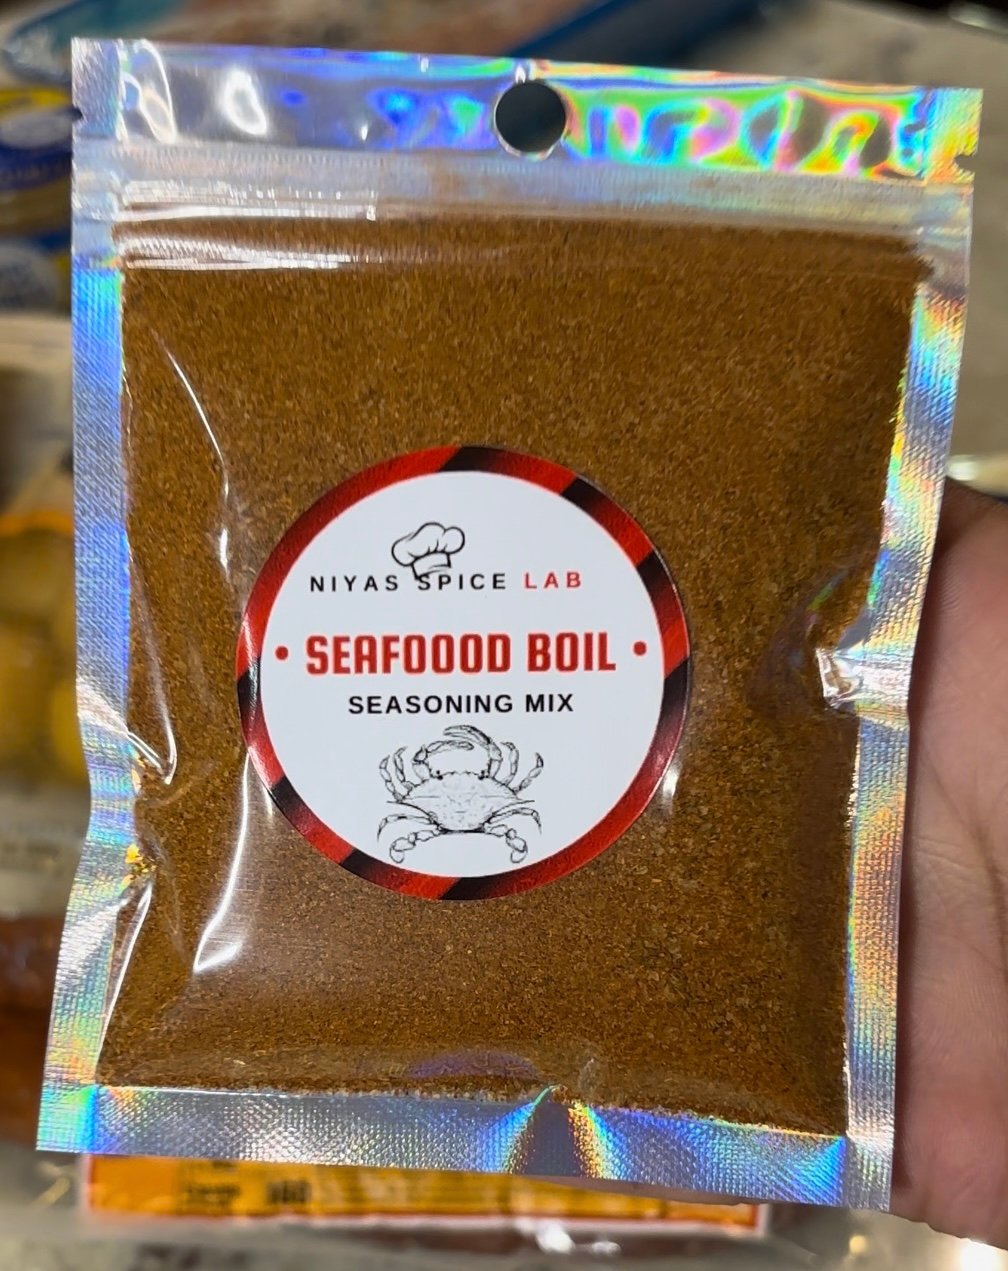 NIYAS SPICE LAB
• SEAFOOOD BOIL •
SEASONING MIX